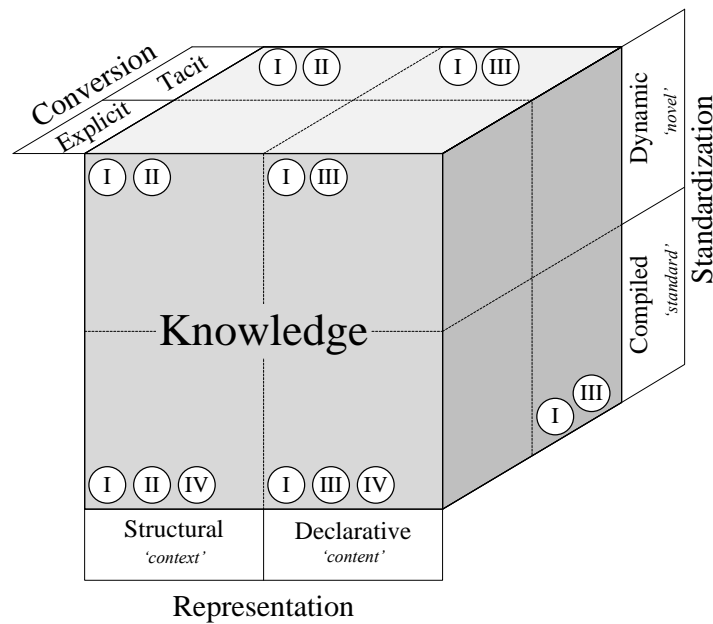 Conversion
Tacit
Explicit
I II
I III
I II
I III
Dynamic
'novel'
Standardization
Compiled
'standard'
Knowledge
I III
I II IV
I III IV
Structural
'context'
Declarative
'content'
Representation